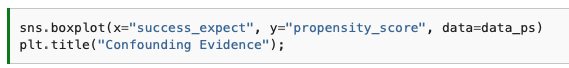 sns.boxplot(x="success_expect", y="propensity_score", data=data_ps)
plt.title("Confounding Evidence");